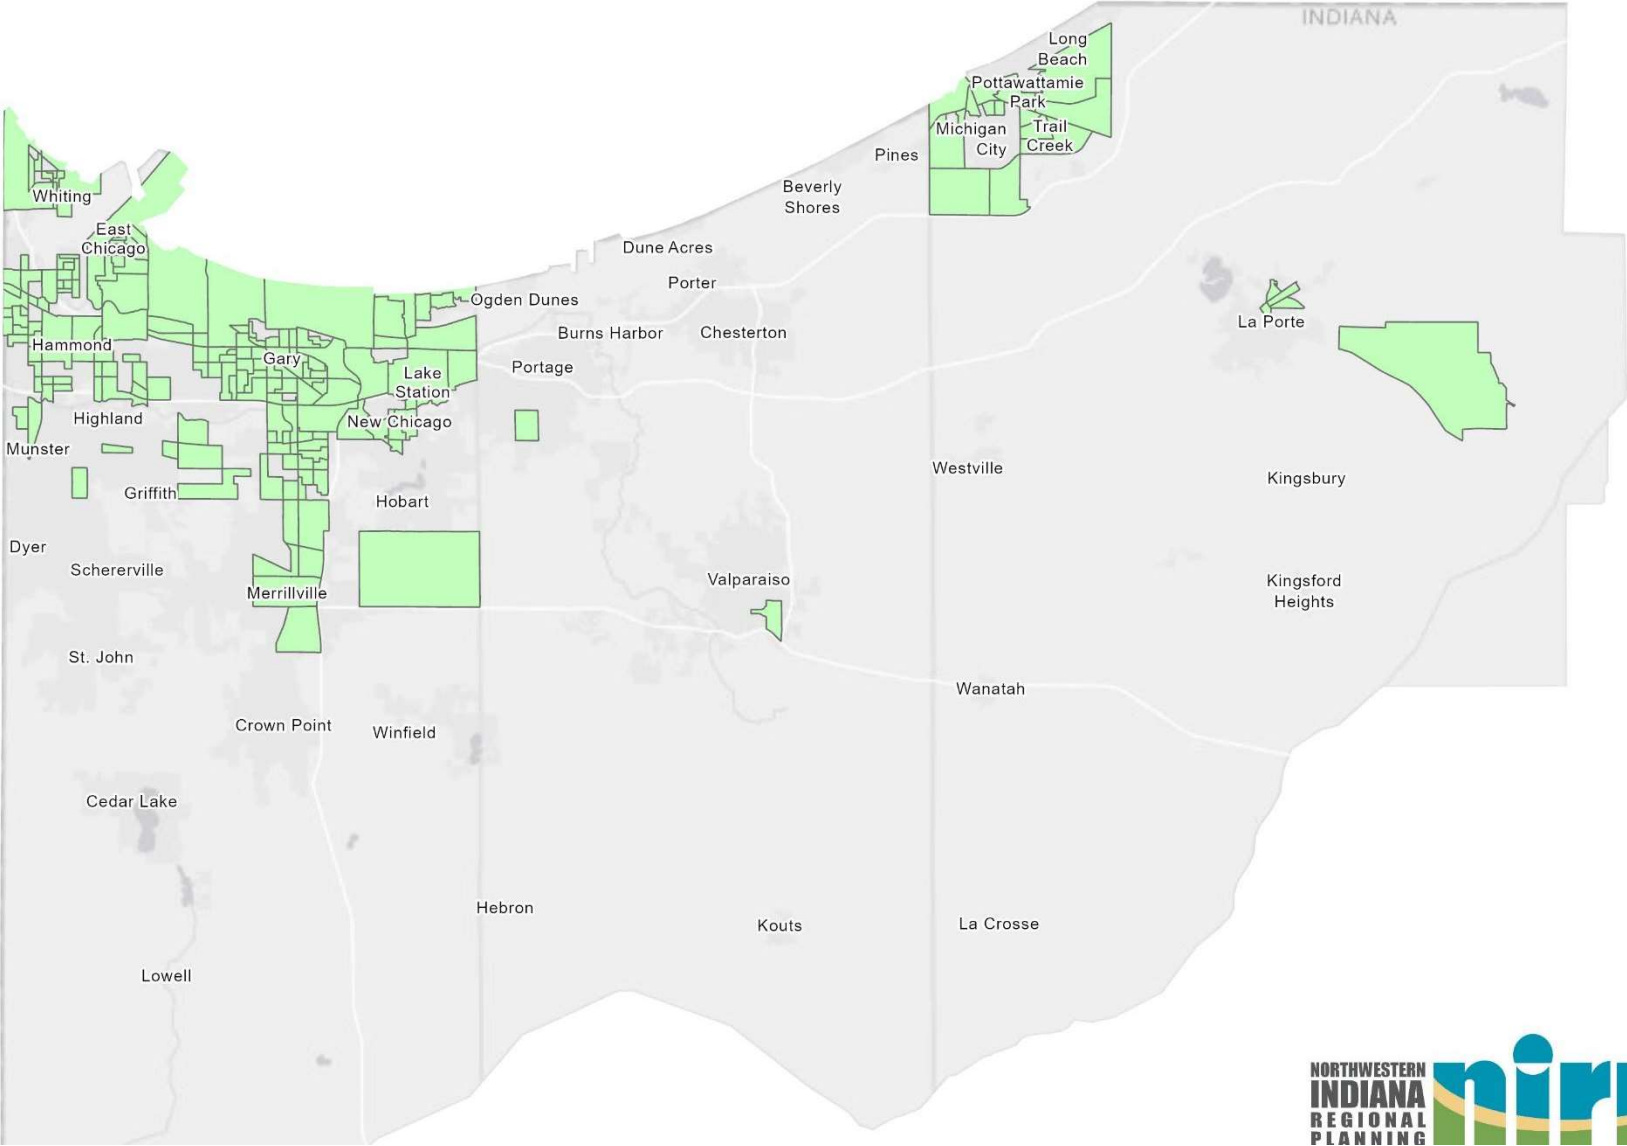 INDIANA
Long
Beach
Pottawattamie
Park
Michigan
City
Trail
Creek
Pines
Beverly
Shores
Whiting
East
Chicago
Dune Acres
Porter
Ogden Dunes
Burns Harbor
Chesterton
La Porte
Hammond
Gary
Lake
Station
Portage
Highland
New Chicago
Munster
Westville
Kingsbury
Griffith
Hobart
Dyer
Schererville
Merrillville
Valparaiso
Kingsford
Heights
St. John
Wanatah
Crown Point
Winfield
Cedar Lake
Hebron
Kouts
La Crosse
Lowell
NORTHWESTERN
INDIANA
REGIONAL
PLANNING
nir